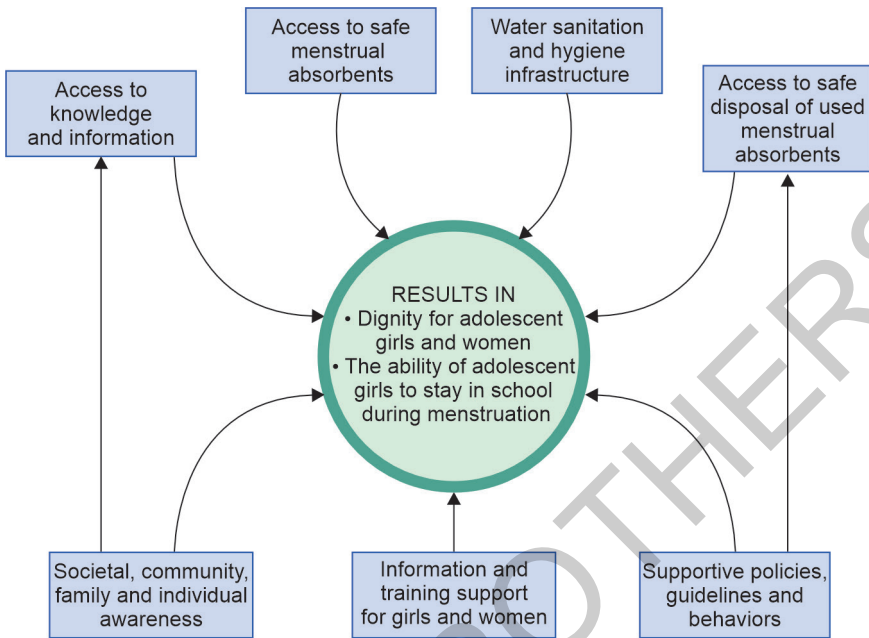 Access to safe
menstrual
absorbents
Water sanitation
and hygiene
infrastructure
Access to
knowledge
and information
Access to safe
disposal of used
menstrual
absorbents
RESULTS IN
• Dignity for adolescent
girls and women
• The ability of adolescent
girls to stay in school
during menstruation
Societal, community,
family and individual
awareness
Information and
training support
for girls and women
Supportive policies,
guidelines and
behaviors
OTHERS